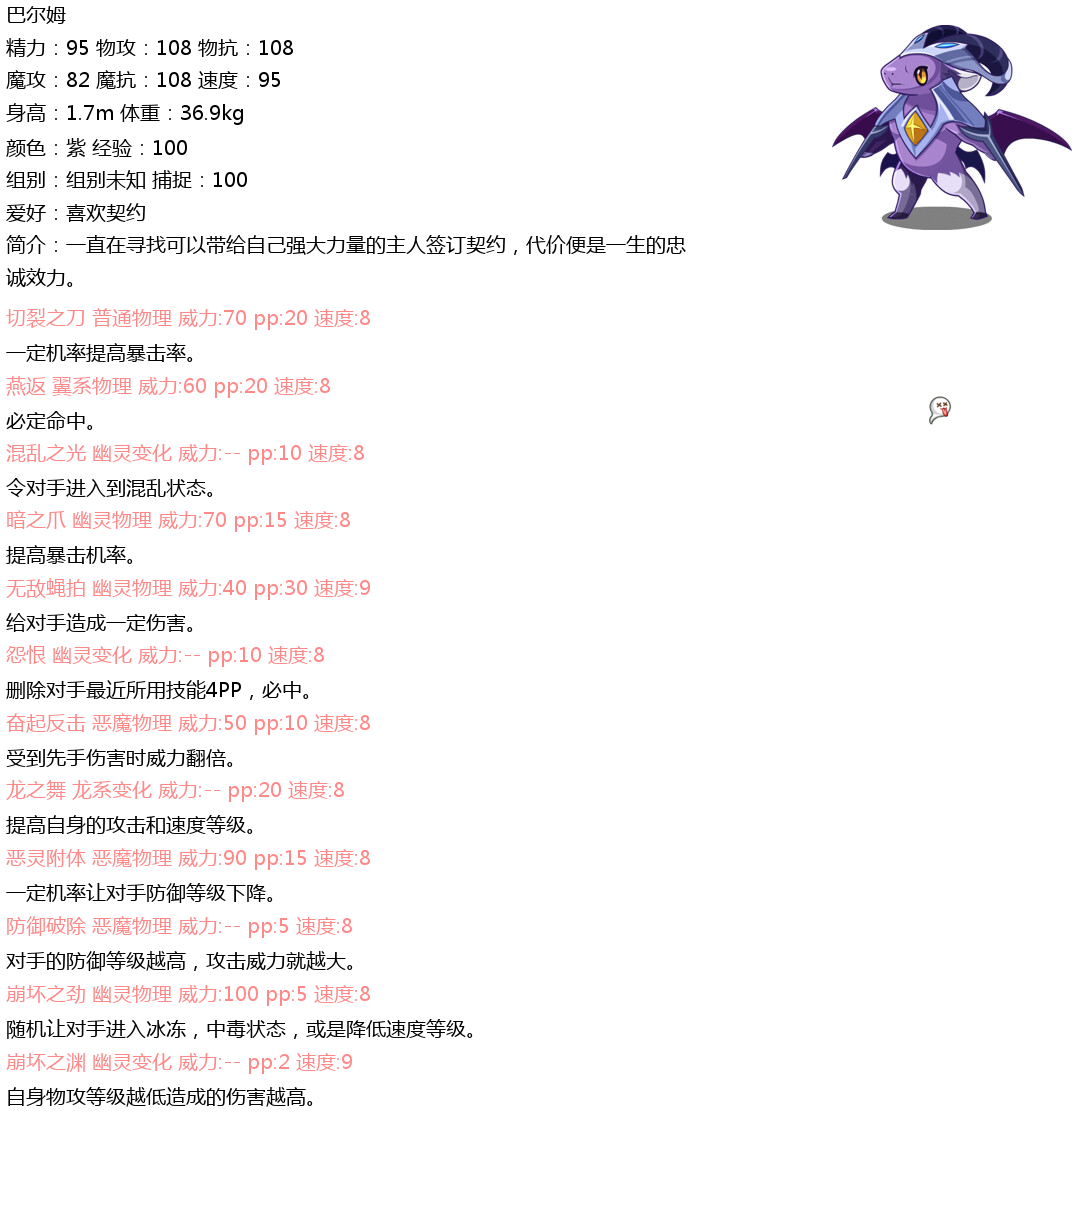 巴尔姆
精力：95 物攻：108 物抗：108
魔攻：82 魔抗：108 速度：95
身高：1.7m 体重：36.9kg
颜色：紫 经验：100
组别：组别未知 捕捉：100
爱好：喜欢契约
简介：一直在寻找可以带给自己强大力量的主人签订契约，代价便是一生的忠
诚效力。
切裂之刀 普通物理 威力:70 pp:20 速度:8
一定机率提高暴击率。
燕返 翼系物理 威力:60 pp:20 速度:8
必定命中。
混乱之光 幽灵变化 威力:-- pp:10 速度:8
令对手进入到混乱状态。
暗之爪 幽灵物理 威力:70 pp:15 速度:8
提高暴击机率。
无敌蝇拍 幽灵物理 威力:40 pp:30 速度:9
给对手造成一定伤害。
怨恨 幽灵变化 威力:-- pp:10 速度:8
删除对手最近所用技能4PP，必中。
奋起反击 恶魔物理 威力:50 pp:10 速度:8
受到先手伤害时威力翻倍。
龙之舞 龙系变化 威力:-- pp:20 速度:8
提高自身的攻击和速度等级。
恶灵附体 恶魔物理 威力:90 pp:15 速度:8
一定机率让对手防御等级下降。
防御破除 恶魔物理 威力:-- pp:5 速度:8
对手的防御等级越高，攻击威力就越大。
崩坏之劲 幽灵物理 威力:100 pp:5 速度:8
随机让对手进入冰冻，中毒状态，或是降低速度等级。
崩坏之渊 幽灵变化 威力:-- pp:2 速度:9
自身物攻等级越低造成的伤害越高。